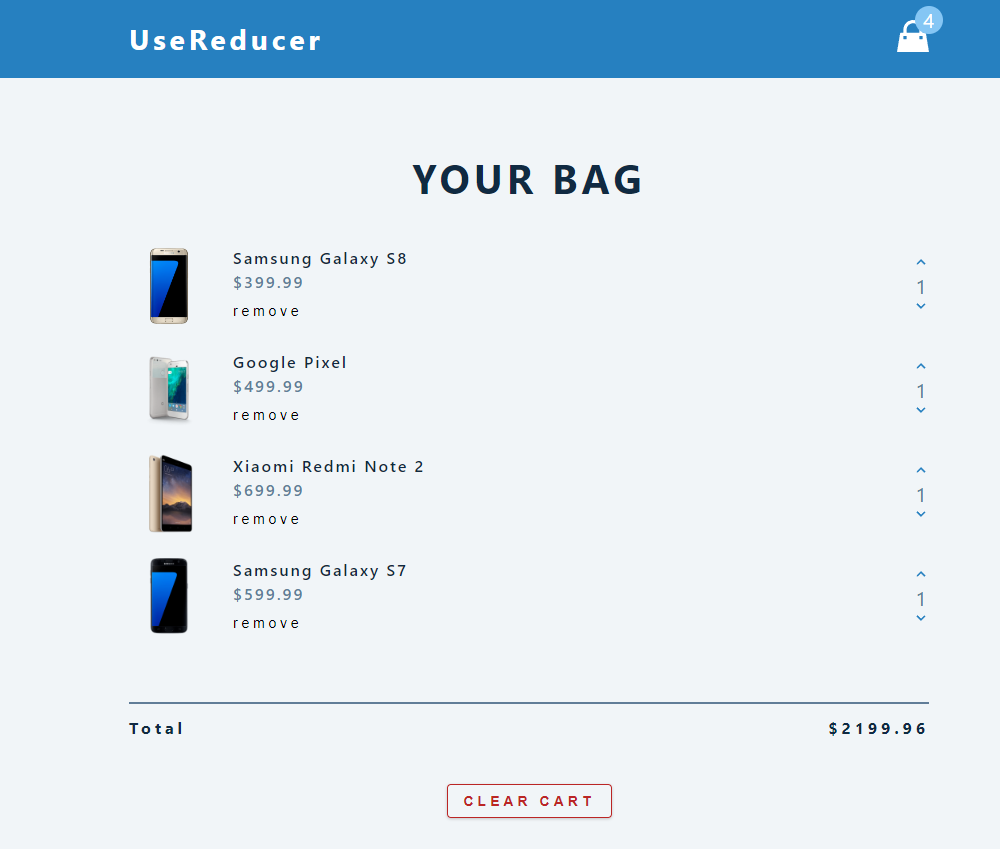 UseReducer
4
YOUR BAG
Samsung Galaxy S8
$399.99
remove
1
Google Pixel
$499.99
remove
1
Xiaomi Redmi Note 2
$699.99
remove
1
Samsung Galaxy S7
$599.99
remove
1
Total $2199.96
CLEAR CART